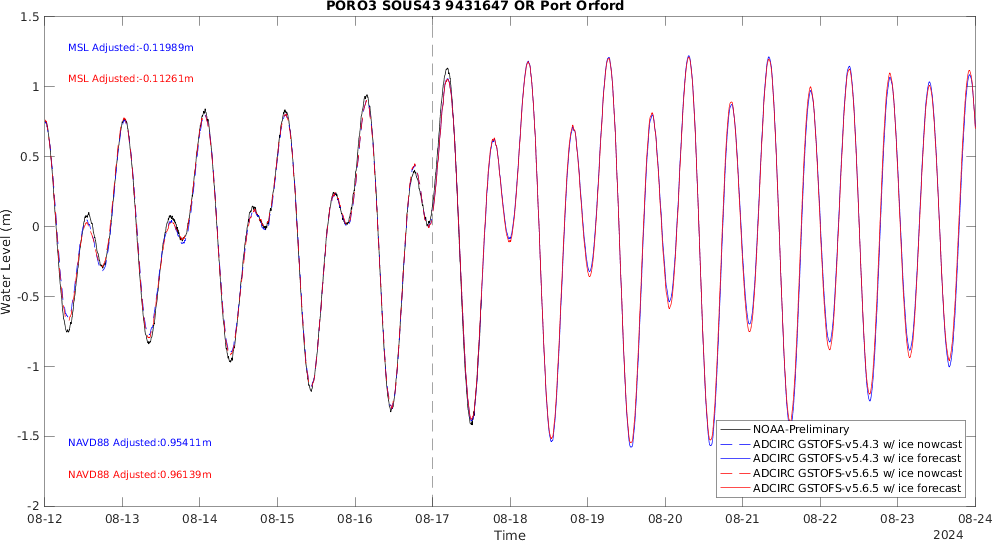 PORO3 SOUS43 9431647 OR Port Orford
Water Level (m)
1.5
1
0.5
0
-0.5
-1
-1.5
-2
MSL Adjusted:-0.11989m
MSL Adjusted:-0.11261m
NAVD88 Adjusted:0.95411m
NAVD88 Adjusted:0.96139m
NOAA-Preliminary
ADCIRC GSTOFS-v5.4.3 w/ ice nowcast
ADCIRC GSTOFS-v5.4.3 w/ ice forecast
ADCIRC GSTOFS-v5.6.5 w/ ice nowcast
ADCIRC GSTOFS-v5.6.5 w/ ice forecast
08-12 08-13 08-14 08-15 08-16 08-17 08-18 08-19 08-20 08-21 08-22 08-23 08-24
Time
2024